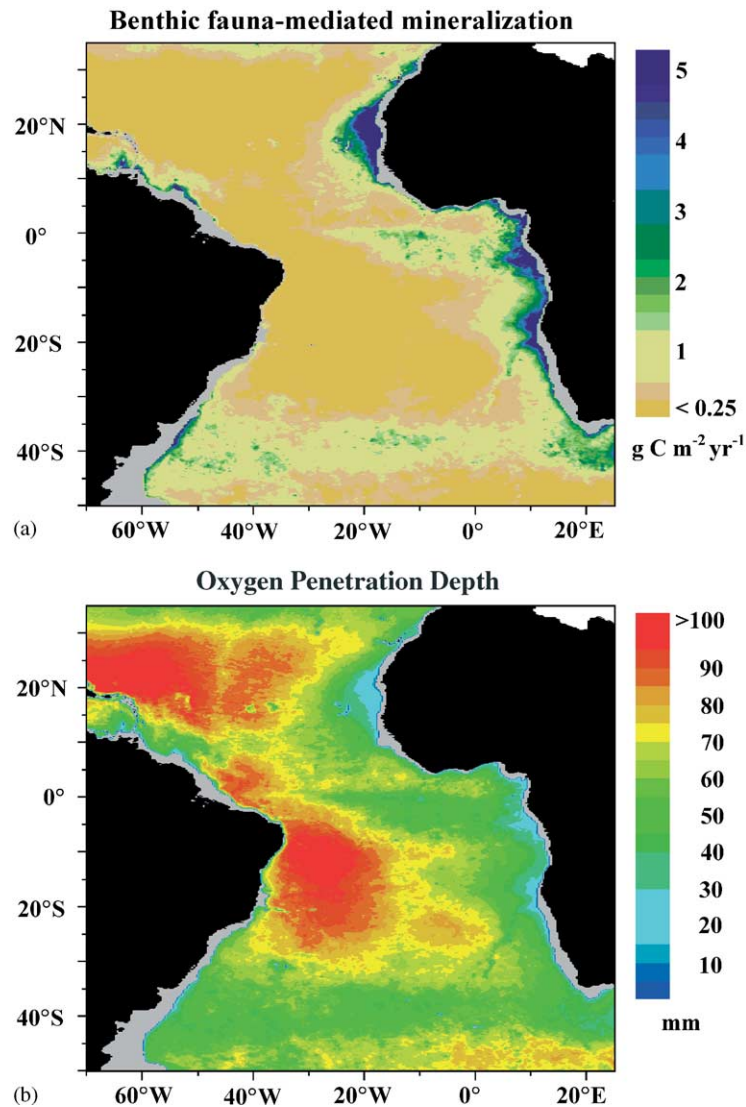 Benthic fauna-mediated mineralization
20°N
0°
20°S
40°S
60°W 40°W 20°W 0° 20°E
5
4
3
2
1
< 0.25
g C m-2 yr-1
(a)
Oxygen Penetration Depth
20°N
0°
20°S
40°S
60°W 40°W 20°W 0° 20°E
>100
90
80
70
60
50
40
30
20
10
mm
(b)